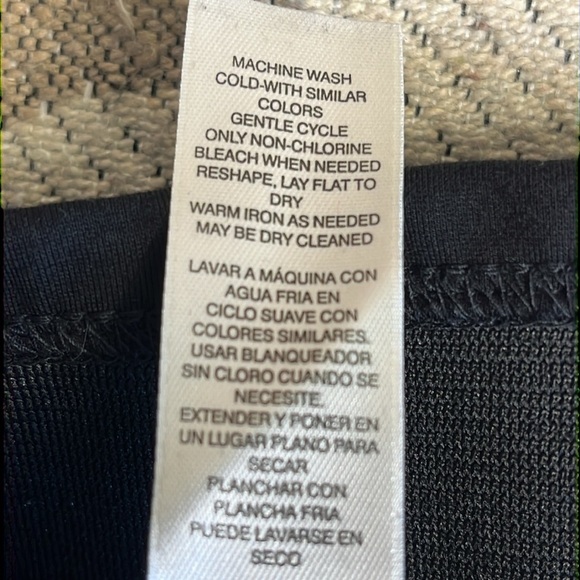 MACHINE WASH
COLD-WITH SIMILAR
COLORS
GENTLE CYCLE
ONLY NON-CHLORINE
BLEACH WHEN NEEDED
RESHAPE, LAY FLAT TO
DRY
WARM IRON AS NEEDED
MAY BE DRY CLEANED
LAVAR A MÁQUINA CON
AGUA FRIA EN
CICLO SUAVE CON
COLORES SIMILARES.
USAR BLANQUEADOR
SIN CLORO CUANDO SE
NECESITE.
EXTENDER Y PONER EN
UN LUGAR PLANO PARA
SECAR
PLANCHAR CON
PLANCHA FRIA
PUEDE LAVARSE EN
SECO